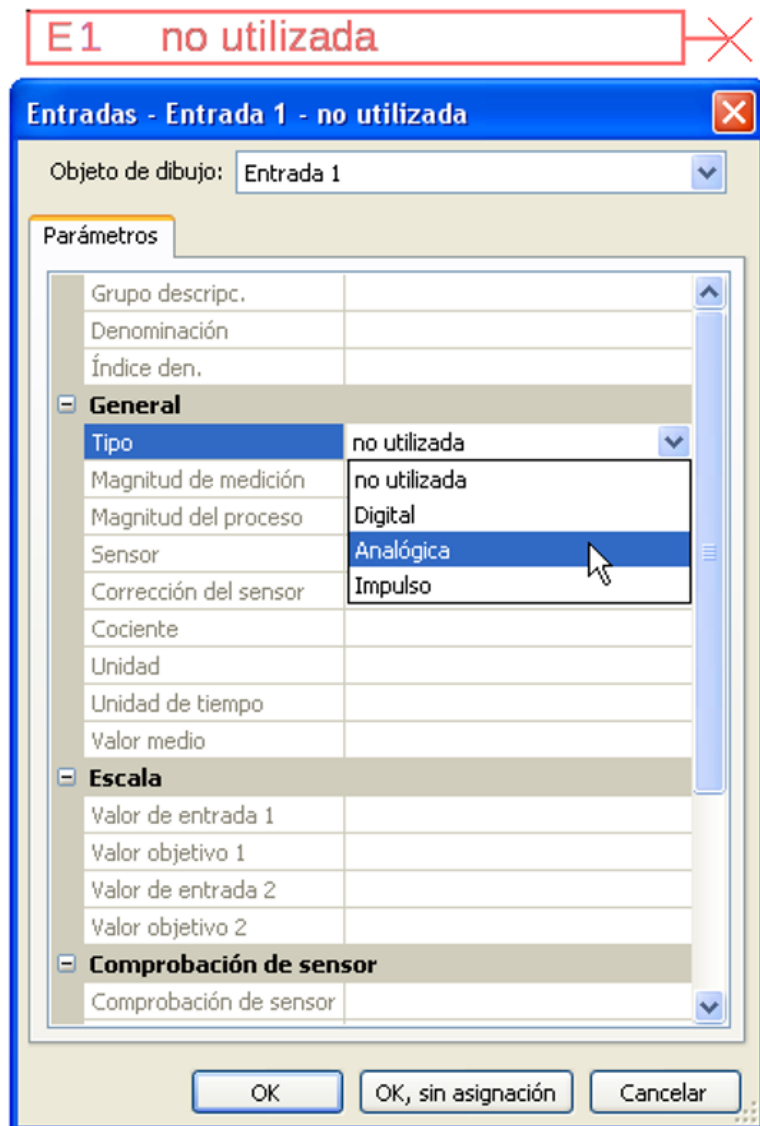 E1 no utilizada
Entradas - Entrada 1 - no utilizada
Objeto de dibujo: Entrada 1
Parámetros
Grupo descripc.
Denominación
Índice den.
General
Tipo no utilizada
Magnitud de medición no utilizada
Magnitud del proceso Digital
Sensor Analógica
Corrección del sensor Impulso
Cociente
Unidad
Unidad de tiempo
Valor medio
Escala
Valor de entrada 1
Valor objetivo 1
Valor de entrada 2
Valor objetivo 2
Comprobación de sensor
Comprobación de sensor
OK OK, sin asignación Cancelar